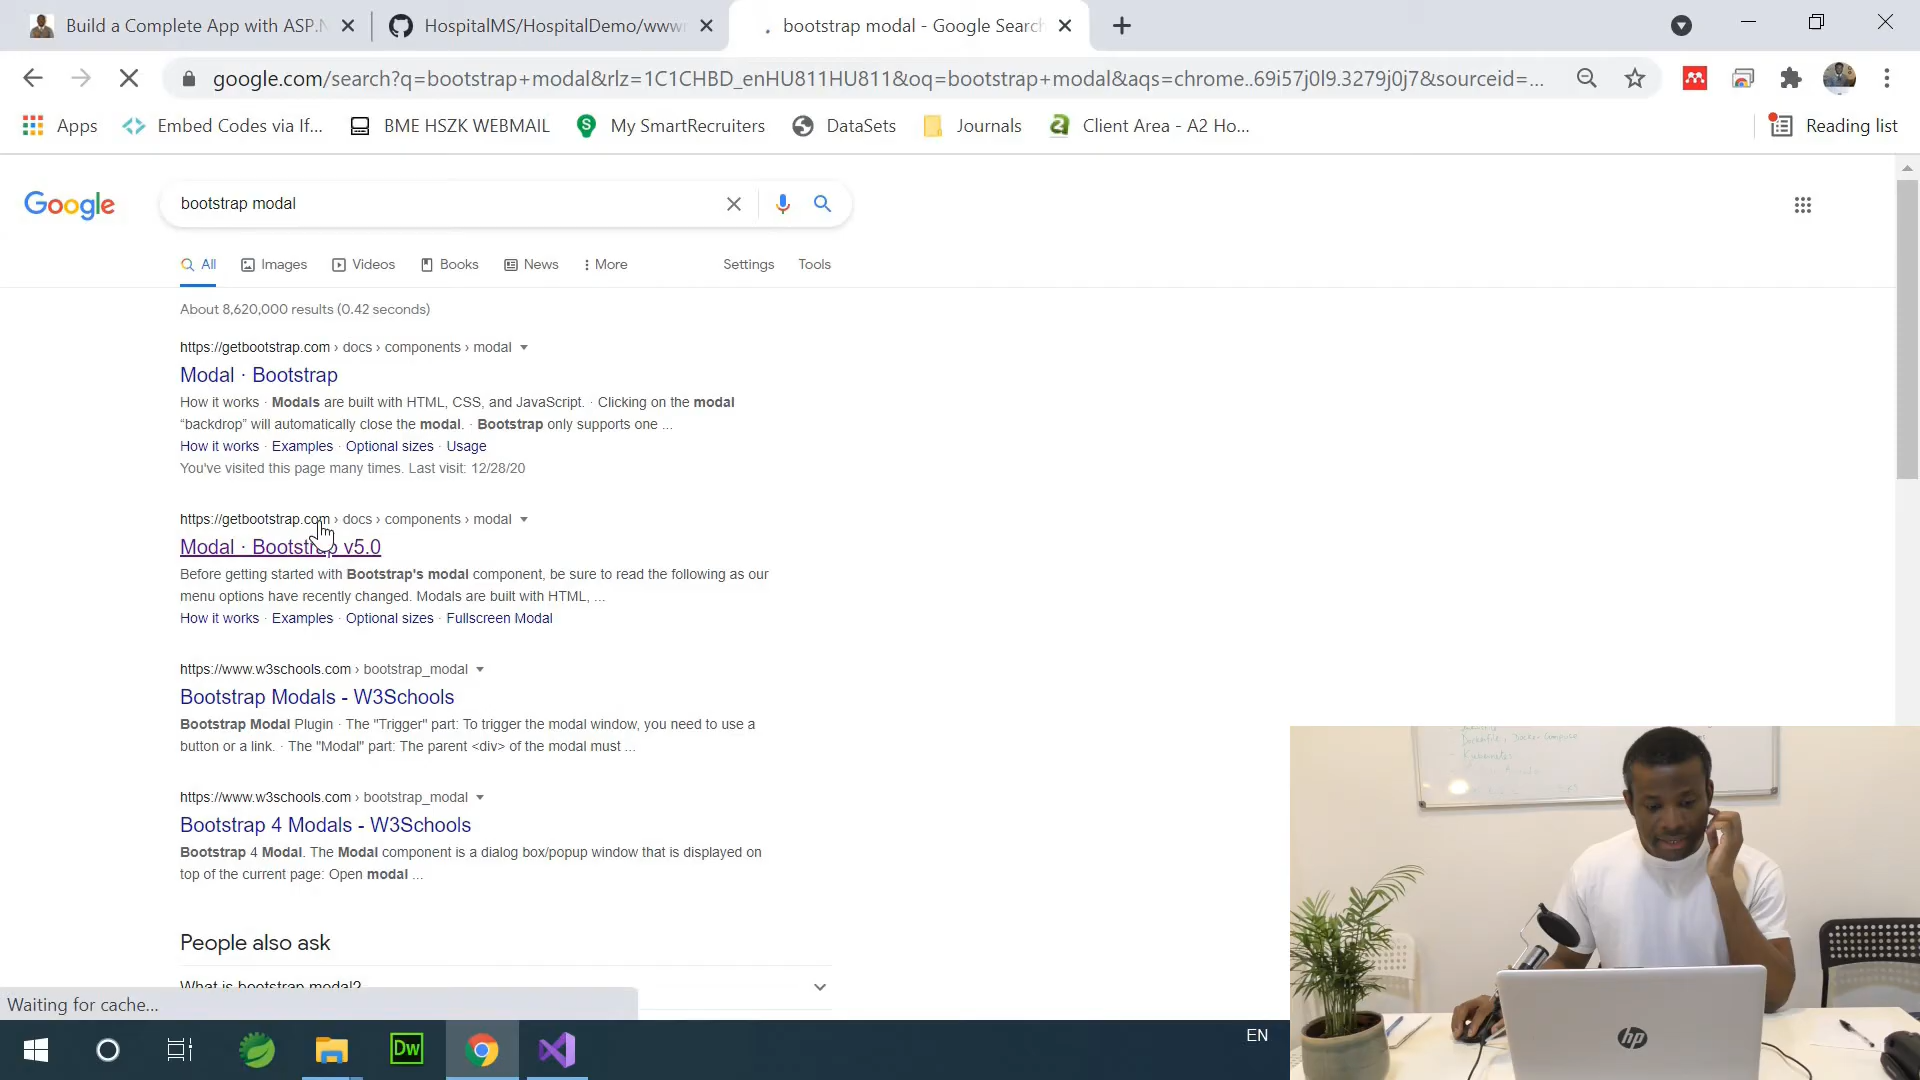 Build a Complete App with ASP.N
HospitalMS/HospitalDemo/wwwr
bootstrap modal - Google Search
google.com/search?q=bootstrap+modal&rlz=1C1CHBD_enHU811HU811&oq=bootstrap+modal&aqs=chrome..69i57j0l9.3279j0j7&sourceid=...
Apps
Embed Codes via If...
BME HSZK WEBMAIL
My SmartRecruiters
DataSets
Journals
Client Area - A2 Ho...
Reading list
Google
bootstrap modal
All
Images
Videos
Books
News
More
Settings
Tools
About 8,620,000 results (0.42 seconds)
https://getbootstrap.com › docs › components › modal
Modal · Bootstrap
How it works · Modals are built with HTML, CSS, and JavaScript. · Clicking on the modal
“backdrop” will automatically close the modal. · Bootstrap only supports one ...
How it works · Examples · Optional sizes · Usage
You've visited this page many times. Last visit: 12/28/20
https://getbootstrap.com › docs › components › modal
Modal · Bootstrap v5.0
Before getting started with Bootstrap's modal component, be sure to read the following as our
menu options have recently changed. Modals are built with HTML, ...
How it works · Examples · Optional sizes · Fullscreen Modal
https://www.w3schools.com › bootstrap_modal
Bootstrap Modals - W3Schools
Bootstrap Modal Plugin · The "Trigger" part: To trigger the modal window, you need to use a
button or a link. · The "Modal" part: The parent <div> of the modal must ...
https://www.w3schools.com › bootstrap_modal
Bootstrap 4 Modals - W3Schools
Bootstrap 4 Modal. The Modal component is a dialog box/popup window that is displayed on
top of the current page: Open modal ...
People also ask
What is bootstrap modal?
Waiting for cache...
Dw
EN
Dockerfile, Docker-compose
Kubernetes
hp